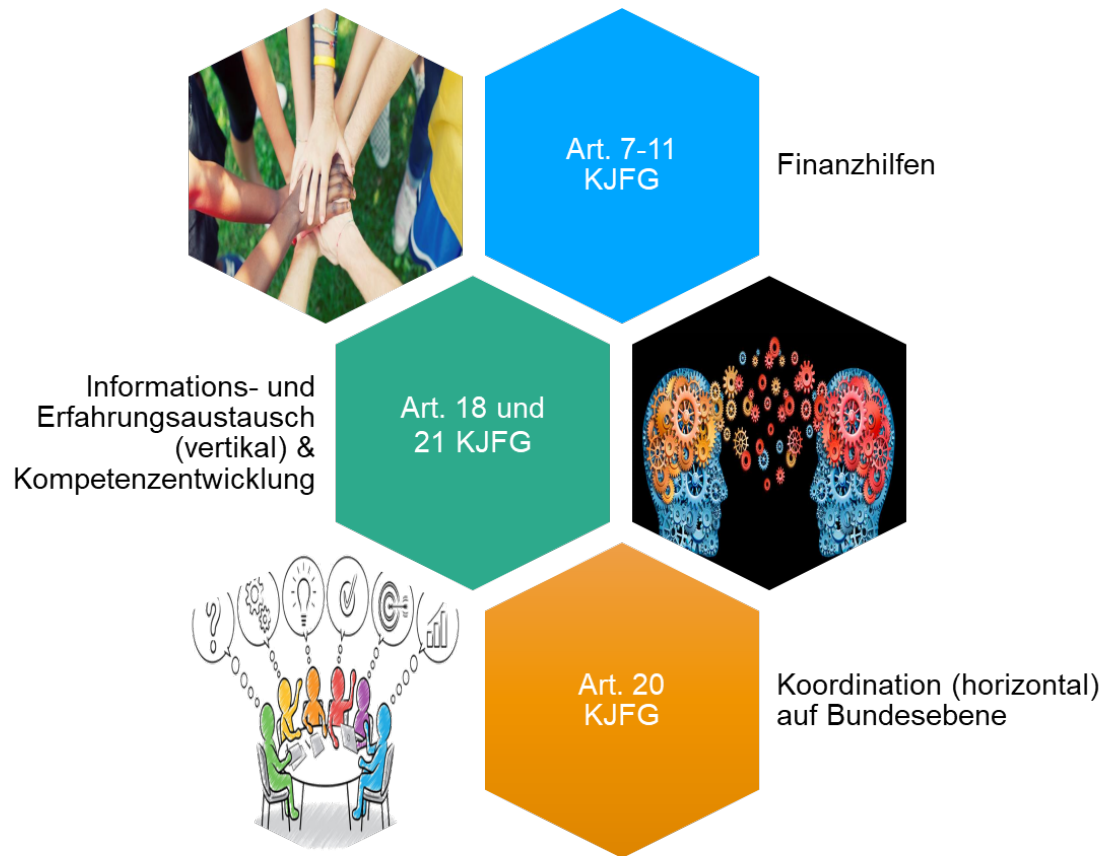 Art. 7-11
KJFG
Finanzhilfen
Informations- und
Erfahrungsaustausch
(vertikal) &
Kompetenzentwicklung
Art. 18 und
21 KJFG
Art. 20
KJFG
Koordination (horizontal)
auf Bundesebene